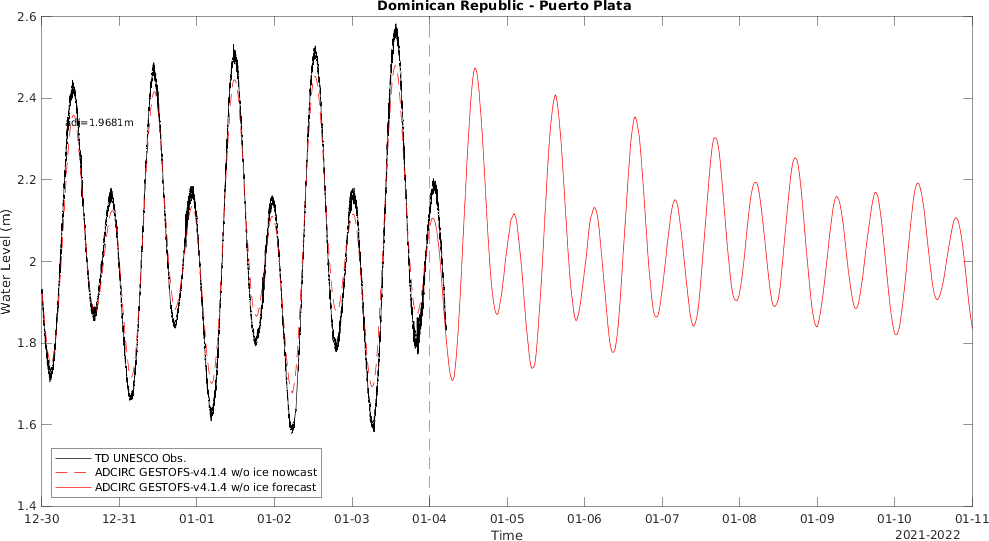 Dominican Republic - Puerto Plata
2.6
2.4
2.2
2
1.8
1.6
1.4
Water Level (m)
adj=1.9681m
TD UNESCO Obs.
ADCIRC GESTOFS-v4.1.4 w/o ice nowcast
ADCIRC GESTOFS-v4.1.4 w/o ice forecast
12-30 12-31 01-01 01-02 01-03 01-04 01-05 01-06 01-07 01-08 01-09 01-10 01-11
Time
2021-2022